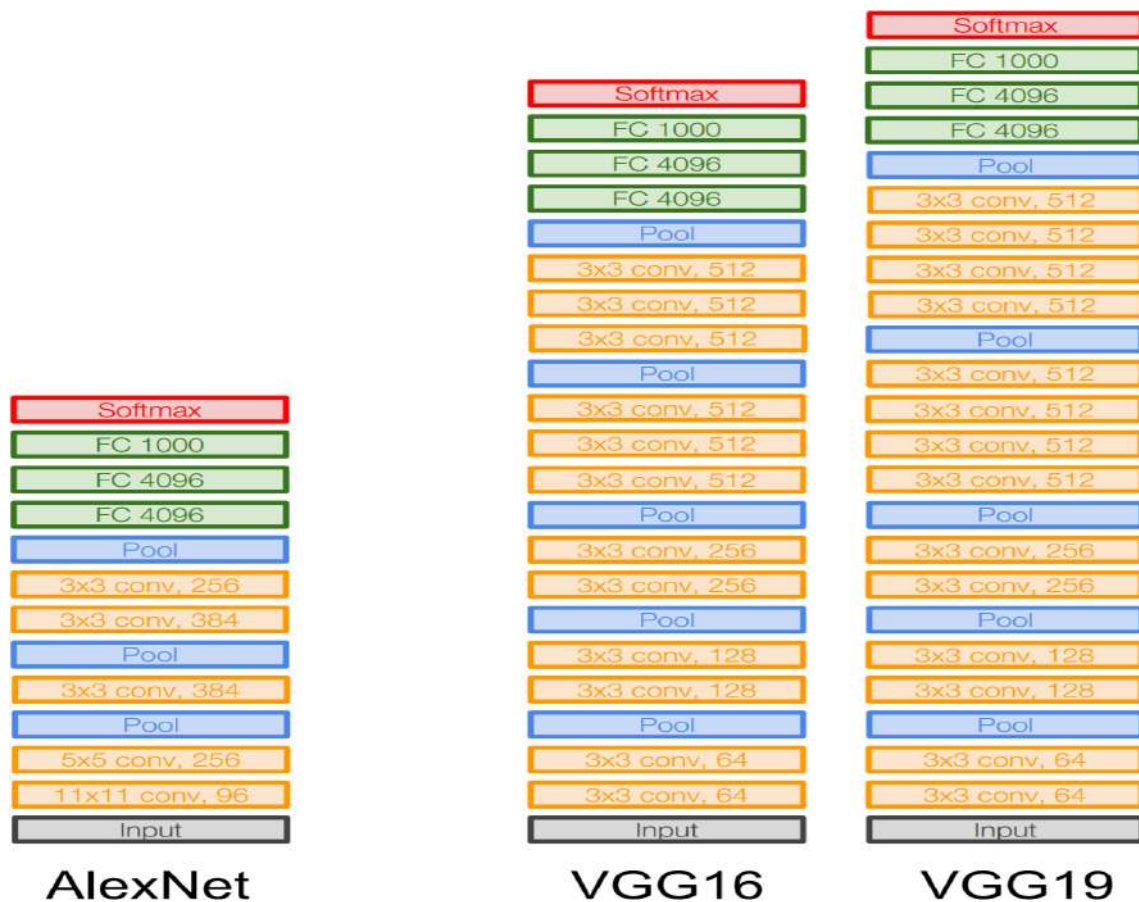 Softmax
FC 1000
FC 4096
FC 4096
Pool
3x3 conv, 256
3x3 conv, 384
Pool
3x3 conv, 384
Pool
5x5 conv, 256
11x11 conv, 96
Input
AlexNet
Softmax
FC 1000
FC 4096
FC 4096
Pool
3x3 conv, 512
3x3 conv, 512
3x3 conv, 512
Pool
3x3 conv, 512
3x3 conv, 512
3x3 conv, 512
Pool
3x3 conv, 256
3x3 conv, 256
Pool
3x3 conv, 128
3x3 conv, 128
Pool
3x3 conv, 64
3x3 conv, 64
Input
VGG16
Softmax
FC 1000
FC 4096
FC 4096
Pool
3x3 conv, 512
3x3 conv, 512
3x3 conv, 512
3x3 conv, 512
Pool
3x3 conv, 512
3x3 conv, 512
3x3 conv, 512
3x3 conv, 512
Pool
3x3 conv, 256
3x3 conv, 256
Pool
3x3 conv, 128
3x3 conv, 128
Pool
3x3 conv, 64
3x3 conv, 64
Input
VGG19